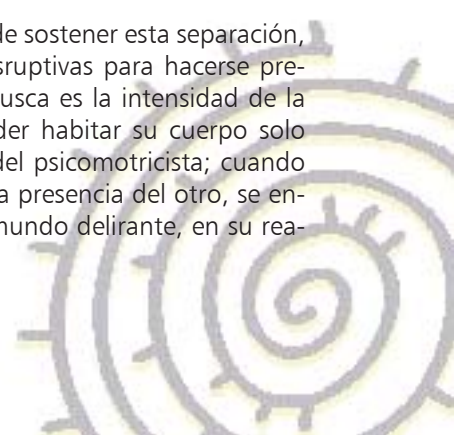 de sostener esta separación,
sruptivas para hacerse pre-
usca es la intensidad de la
der habitar su cuerpo solo
del psicomotricista; cuando
a presencia del otro, se en-
mundo delirante, en su rea-